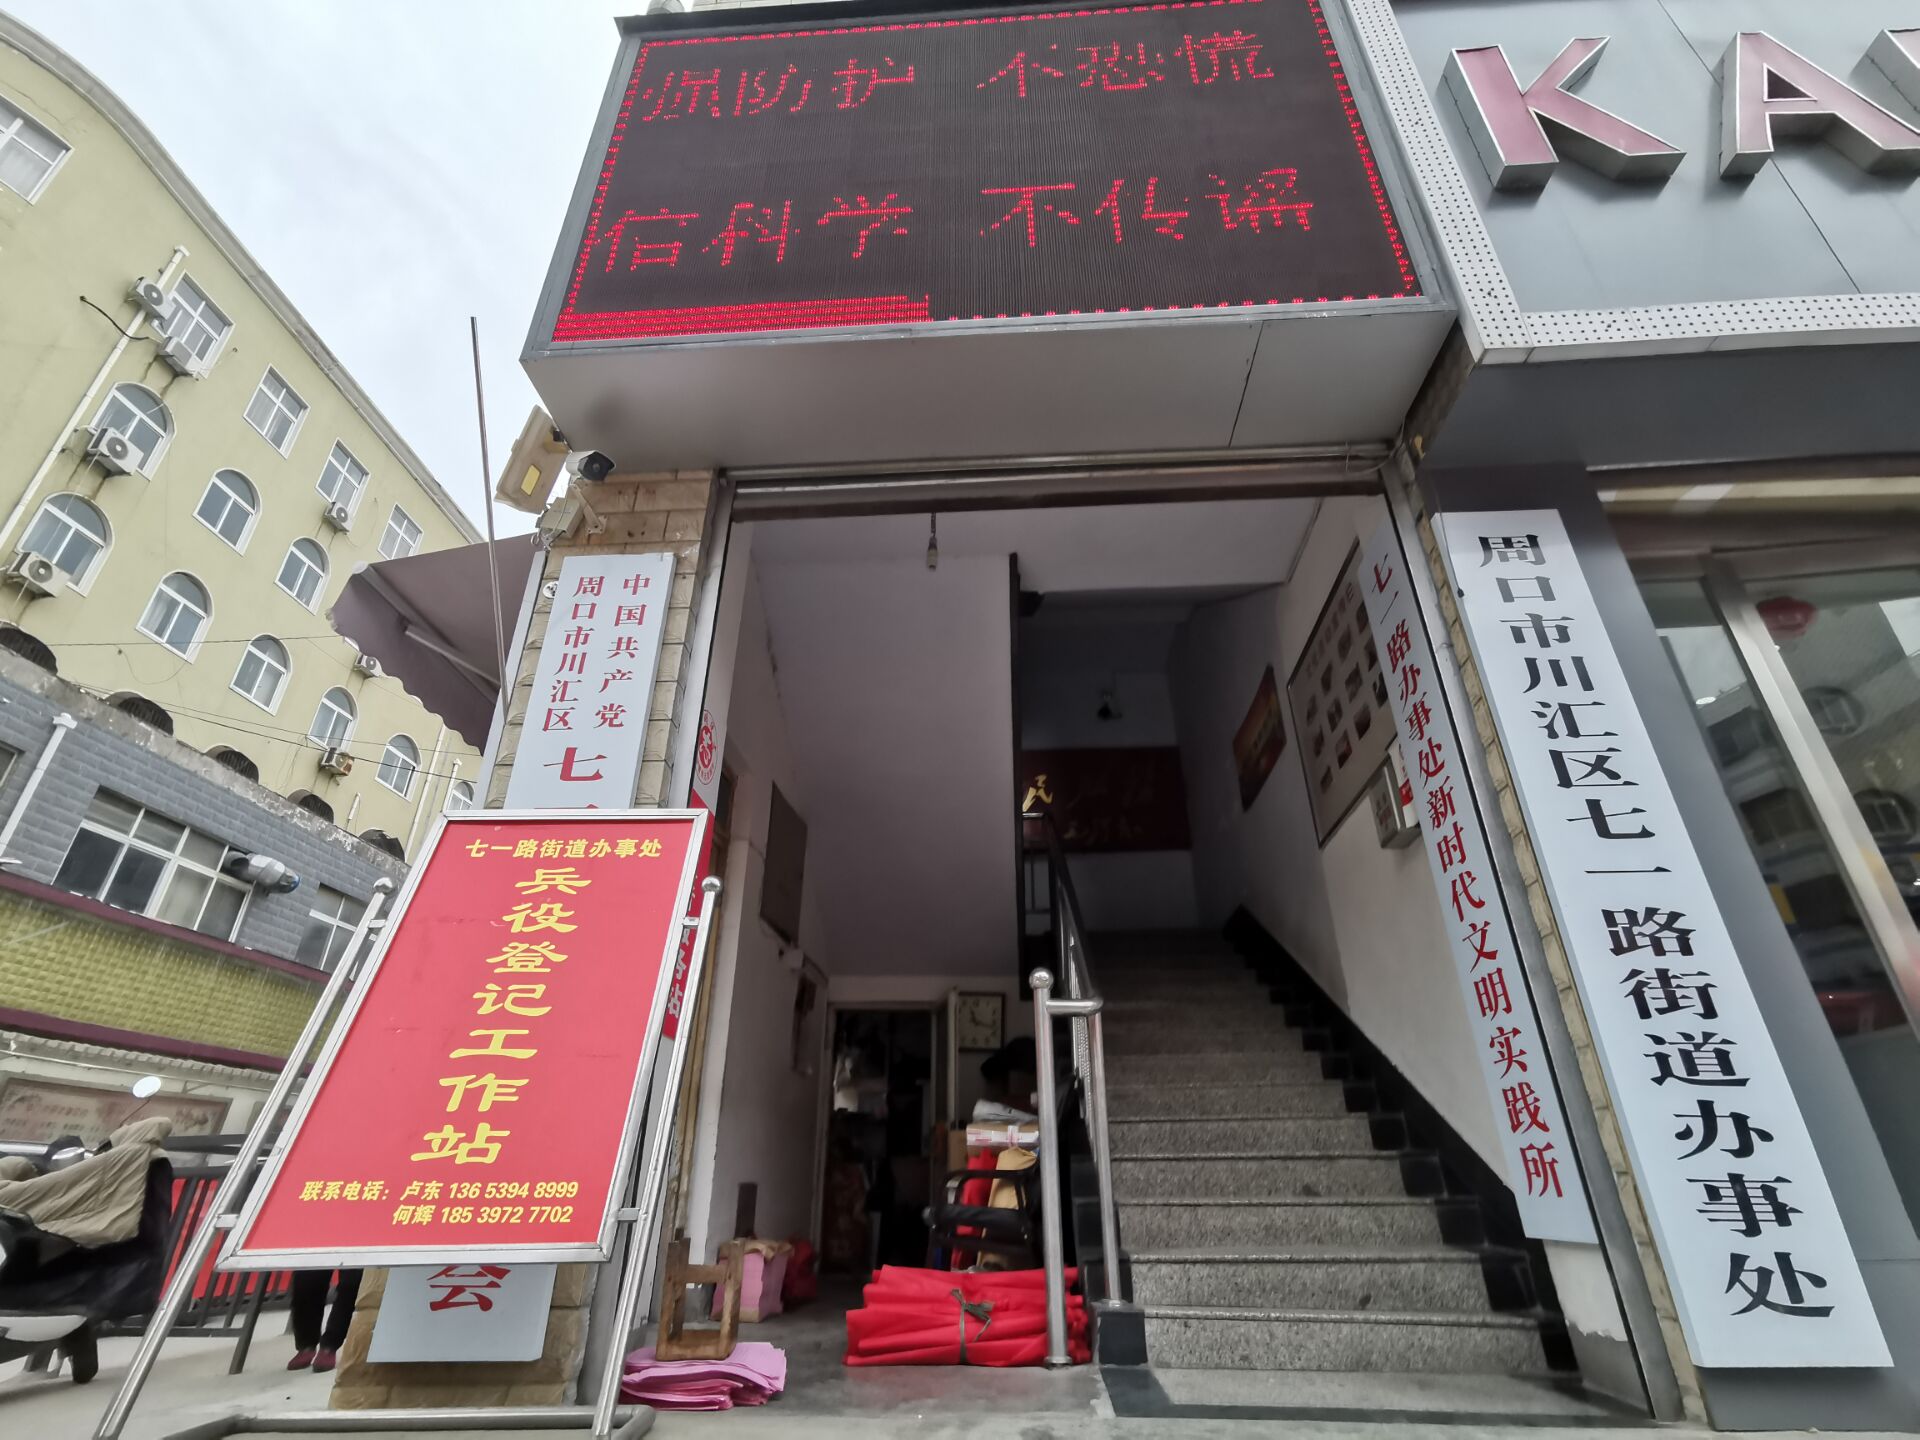 强防护 不恐慌
信科学 不传谣
KA
中国共产党
周口市川汇区
七一
会
七一路街道办事处
兵役登记工作站
联系电话：卢东 136 5394 8999
何辉 185 3972 7702
七一路办事处新时代文明实践所
周口市川汇区七一路街道办事处